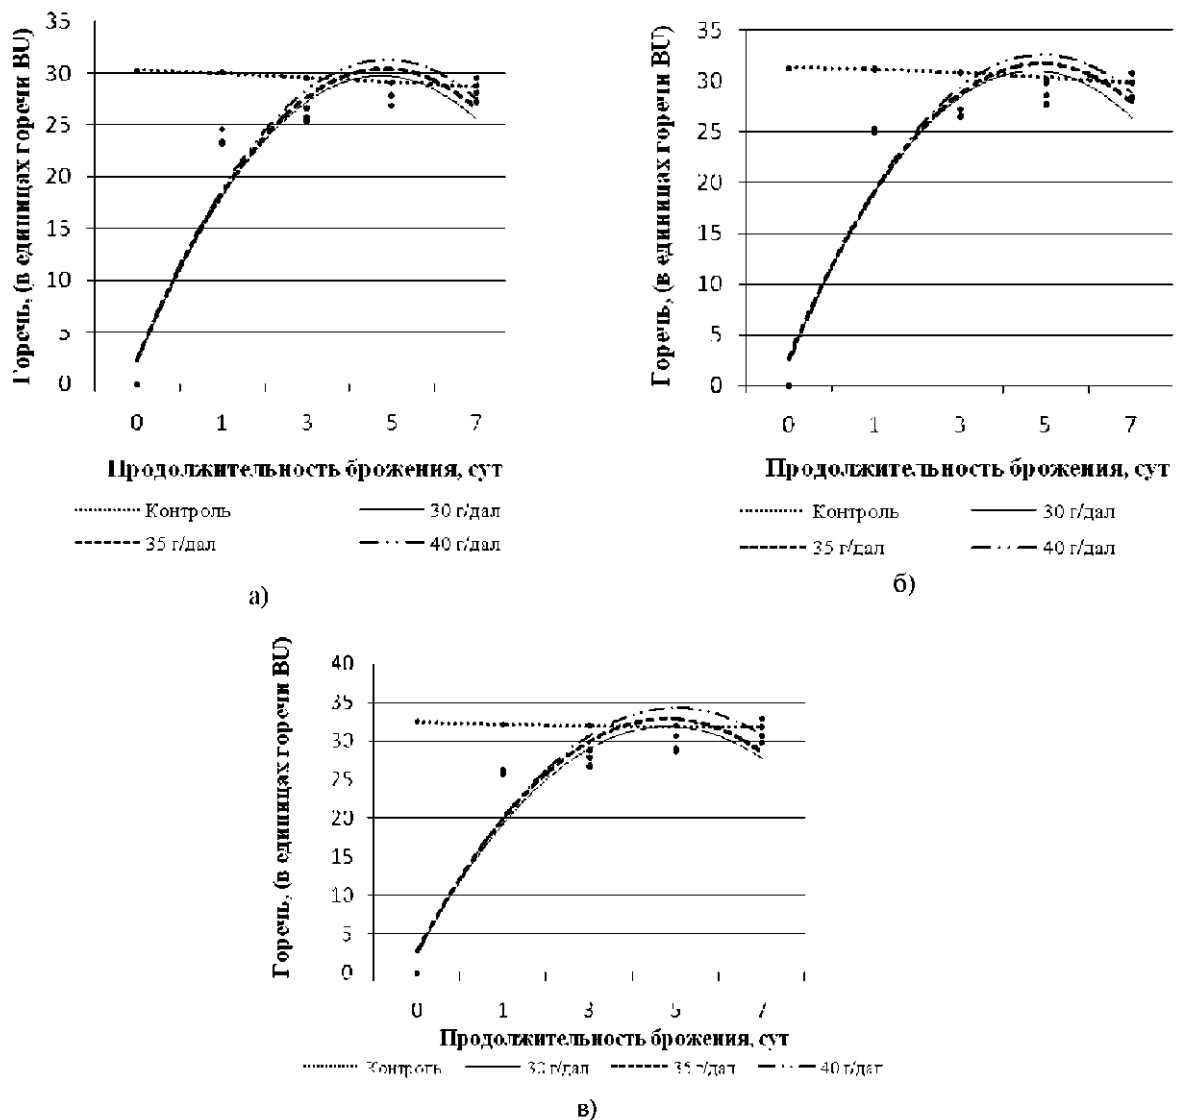 Горечь, (в единицах горечи BU)
35
30
25
20
15
10
5
0
0 1 3 5 7
Продолжительность брожения, сут
Контроль 30 г/дал
35 г/дал 40 г/дал
а)
Горечь, (в единицах горечи BU)
35
30
25
20
15
10
5
0
0 1 3 5 7
Продолжительность брожения, сут
Контроль 30 г/дал
35 г/дал 40 г/дал
б)
Горечь, (в единицах горечи BU)
40
35
30
25
20
15
10
5
0
0 1 3 5 7
Продолжительность брожения, сут
Контроль 30 г/дал 35 г/дал 40 г/дал
в)